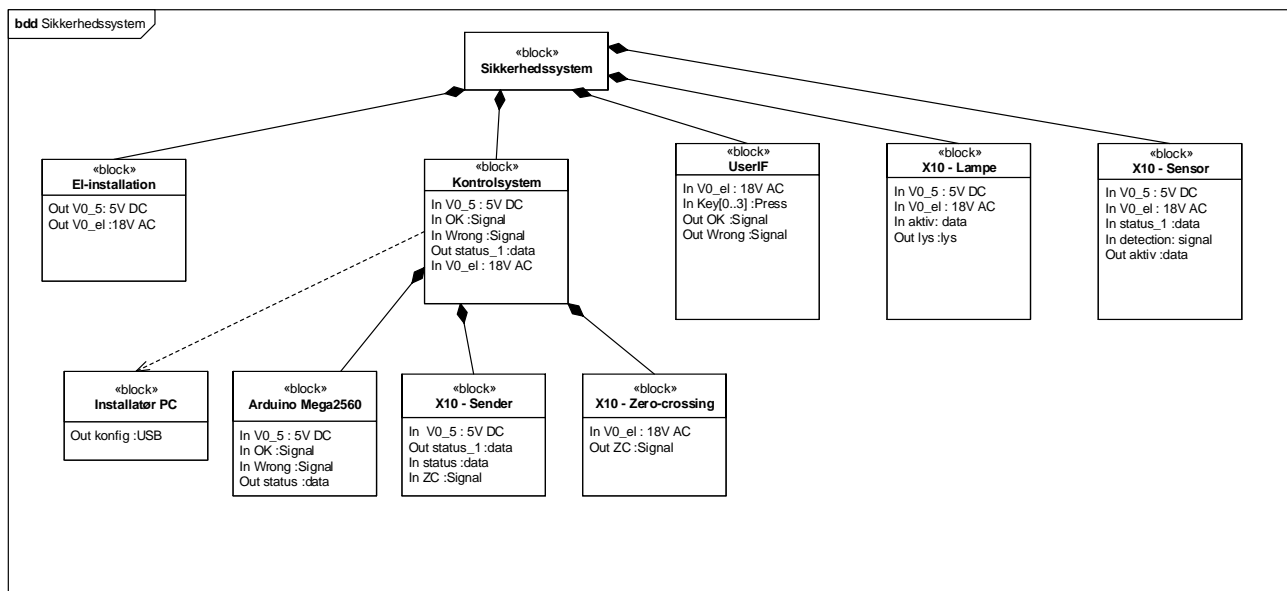 bdd Sikkerhedssystem
«block»
Sikkerhedssystem
«block»
El-installation
Out V0_5: 5V DC
Out V0_el :18V AC
«block»
Kontrolsystem
In V0_5 : 5V DC
In OK :Signal
In Wrong :Signal
Out status_1 :data
In V0_el : 18V AC
«block»
UserIF
In V0_el : 18V AC
In Key[0..3] :Press
Out OK :Signal
Out Wrong :Signal
«block»
X10 - Lampe
In V0_5 : 5V DC
In V0_el : 18V AC
In aktiv: data
Out lys :lys
«block»
X10 - Sensor
In V0_5 : 5V DC
In V0_el : 18V AC
In status_1 :data
In detection: signal
Out aktiv :data
«block»
Installatør PC
Out konfig :USB
«block»
Arduino Mega2560
In V0_5 : 5V DC
In OK :Signal
In Wrong :Signal
Out status :data
«block»
X10 - Sender
In V0_5 : 5V DC
Out status_1 :data
In status :data
In ZC :Signal
«block»
X10 - Zero-crossing
In V0_el : 18V AC
Out ZC :Signal